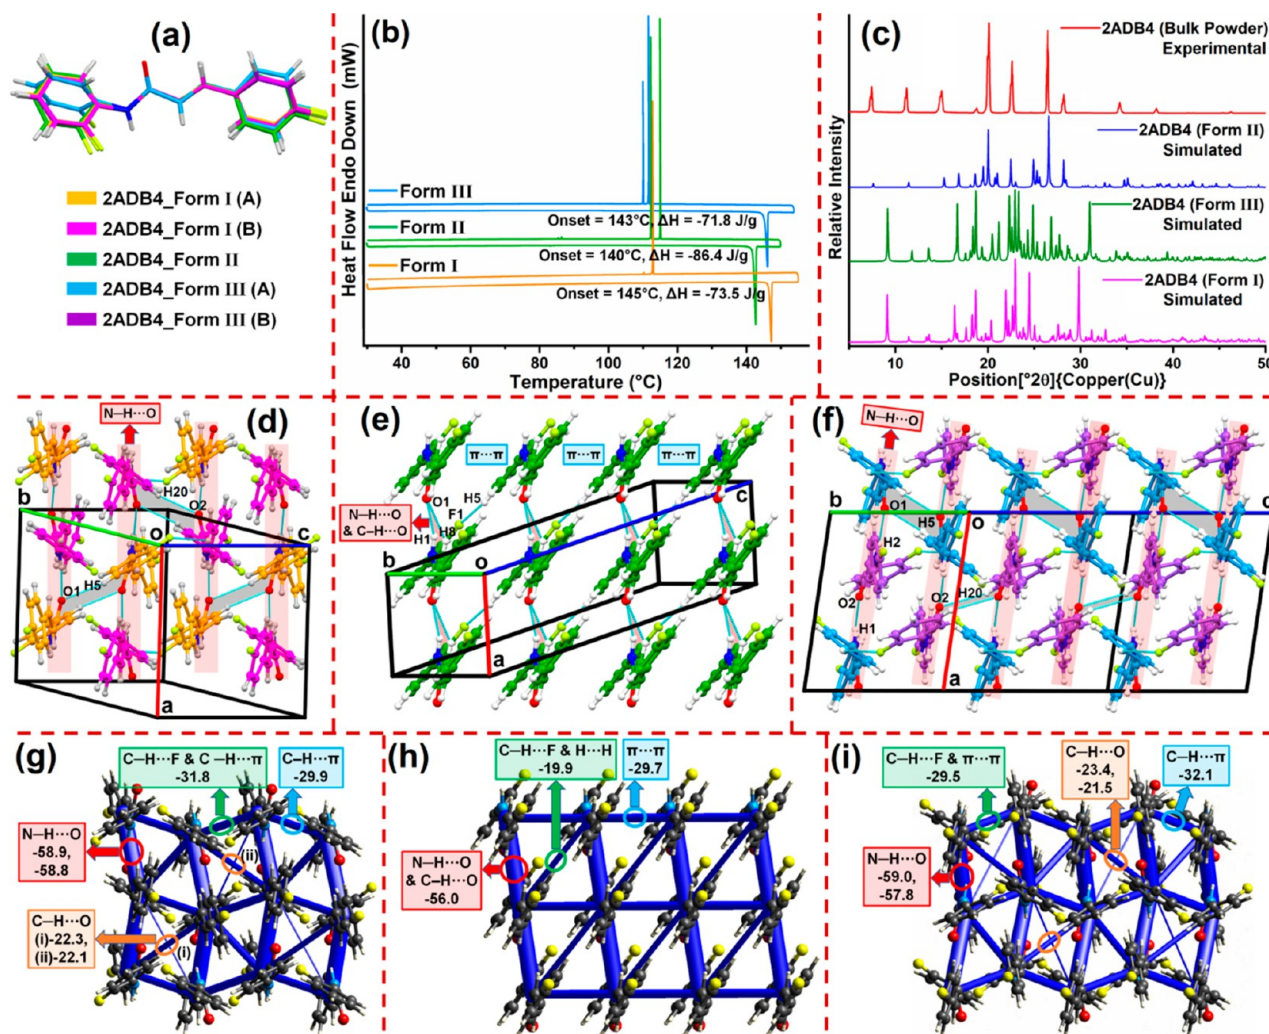 (a)
2ADB4_Form I (A)
2ADB4_Form I (B)
2ADB4_Form II
2ADB4_Form III (A)
2ADB4_Form III (B)
(b)
Heat Flow Endo Down (mW)
Form III
Onset = 143°C, ΔH = -71.8 J/g
Form II
Onset = 140°C, ΔH = -86.4 J/g
Form I
Onset = 145°C, ΔH = -73.5 J/g
40 60 80 100 120 140
Temperature (°C)
(c)
Relative Intensity
2ADB4 (Bulk Powder)
Experimental
2ADB4 (Form II)
Simulated
2ADB4 (Form III)
Simulated
2ADB4 (Form I)
Simulated
10 20 30 40 50
Position[°2θ]{Copper(Cu)}
(d)
N─H···O
H20
O2
b
o
c
O1
H5
a
(e)
π···π π···π π···π
O1
H5
F1
N─H···O
& C─H···O
H1
H8
b
o
c
a
(f)
N─H···O
b
O1
o
c
H5
H2
O2
O2
H20
H1
a
(g)
C─H···F & C─H···π
-31.8
C─H···π
-29.9
N─H···O
-58.9,
-58.8
(ii)
C─H···O
(i)-22.3,
(ii)-22.1
(i)
(h)
C─H···F & H···H
-19.9
π···π
-29.7
N─H···O
& C─H···O
-56.0
(i)
C─H···F & π···π
-29.5
C─H···O
-23.4,
-21.5
C─H···π
-32.1
N─H···O
-59.0,
-57.8